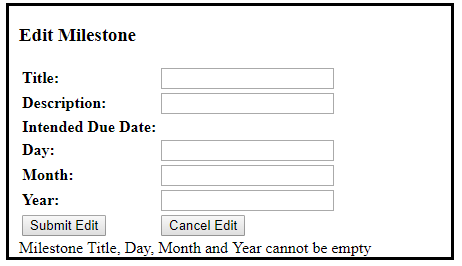 Edit Milestone
Title:
Description:
Intended Due Date:
Day:
Month:
Year:
Submit Edit Cancel Edit
Milestone Title, Day, Month and Year cannot be empty